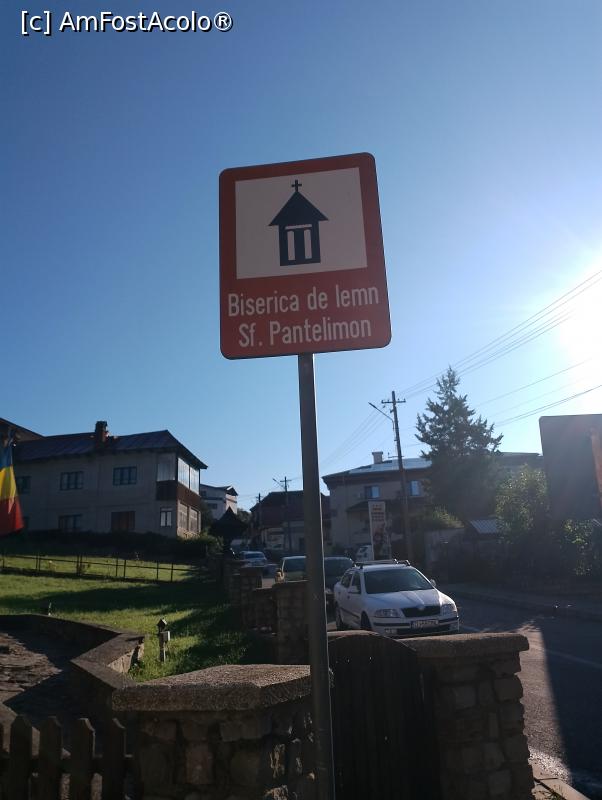 [c] AmFostAcolo®
Biserica de lemn
Sf. Pantelimon